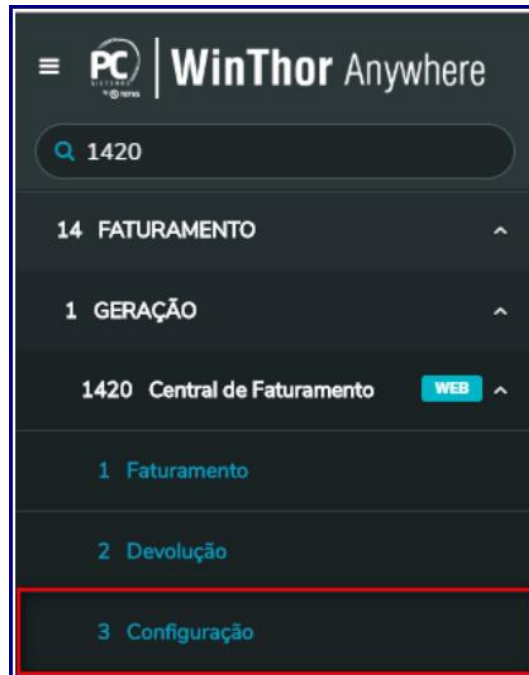 PC | WinThor Anywhere
SISTEMAS
1420
14 FATURAMENTO
1 GERAÇÃO
1420 Central de Faturamento WEB
1 Faturamento
2 Devolução
3 Configuração